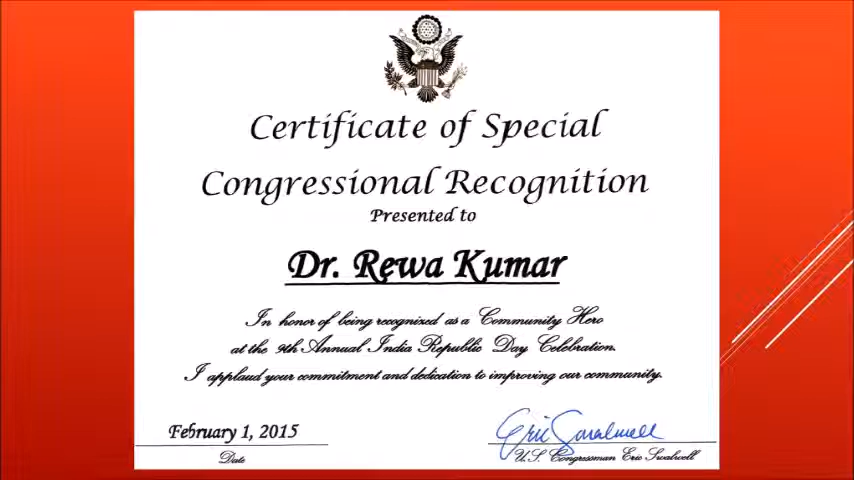 Certificate of Special
Congressional Recognition
Presented to
Dr. Rewa Kumar
In honor of being recognized as a Community Hero
at the 9th Annual India Republic Day Celebration.
I applaud your commitment and dedication to improving our community.
February 1, 2015
Eric Swalwell
Date
U.S. Congressman Eric Swalwell